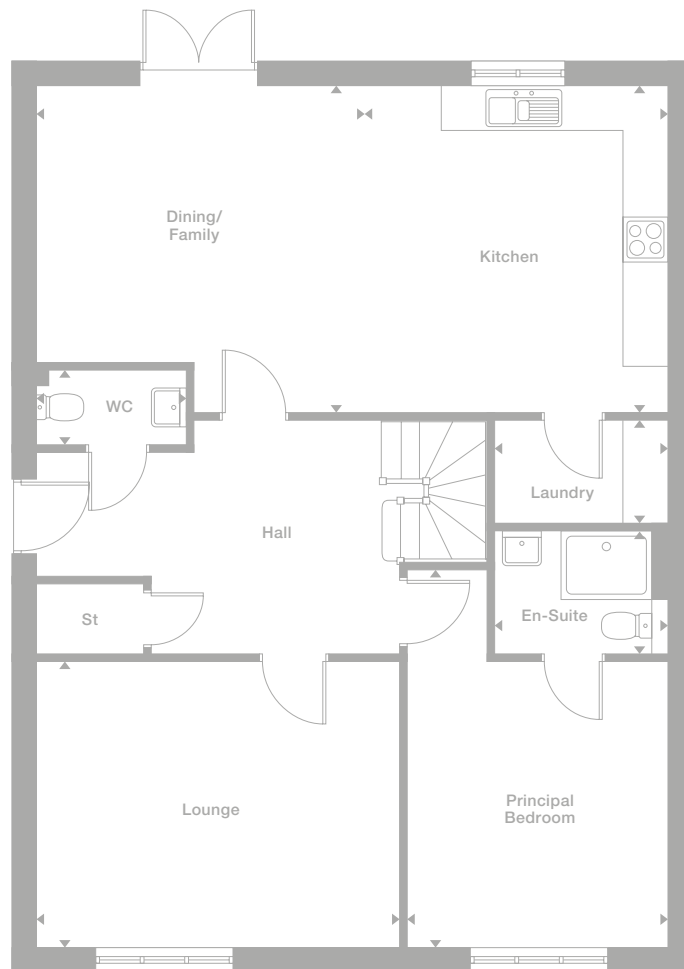 Dining/
Family
Kitchen
WC
Laundry
Hall
En-Suite
St
Lounge
Principal
Bedroom